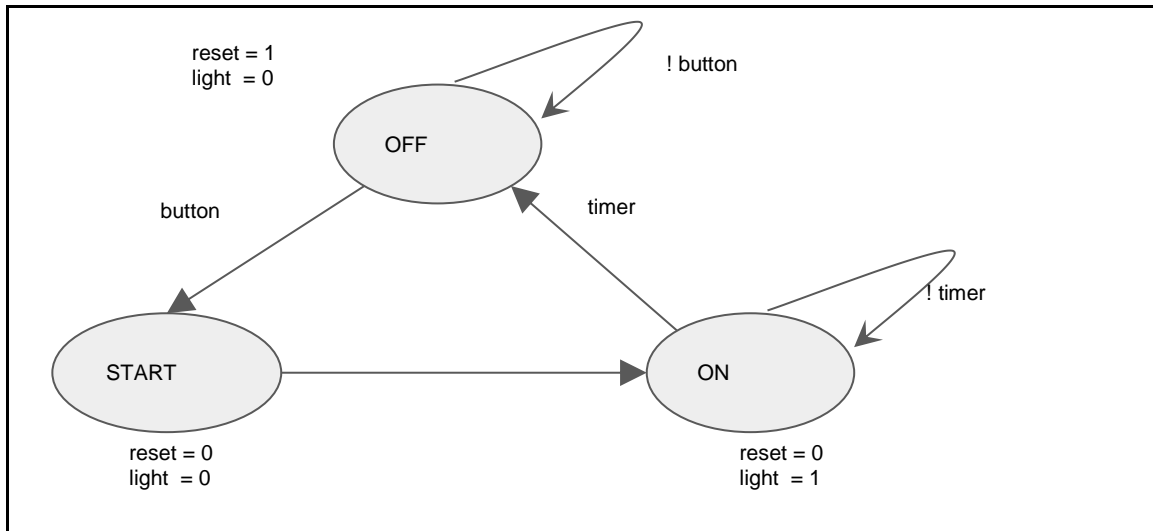 reset = 1
light  = 0
! button
OFF
button
timer
! timer
START
ON
reset = 0
light  = 0
reset = 0
light  = 1